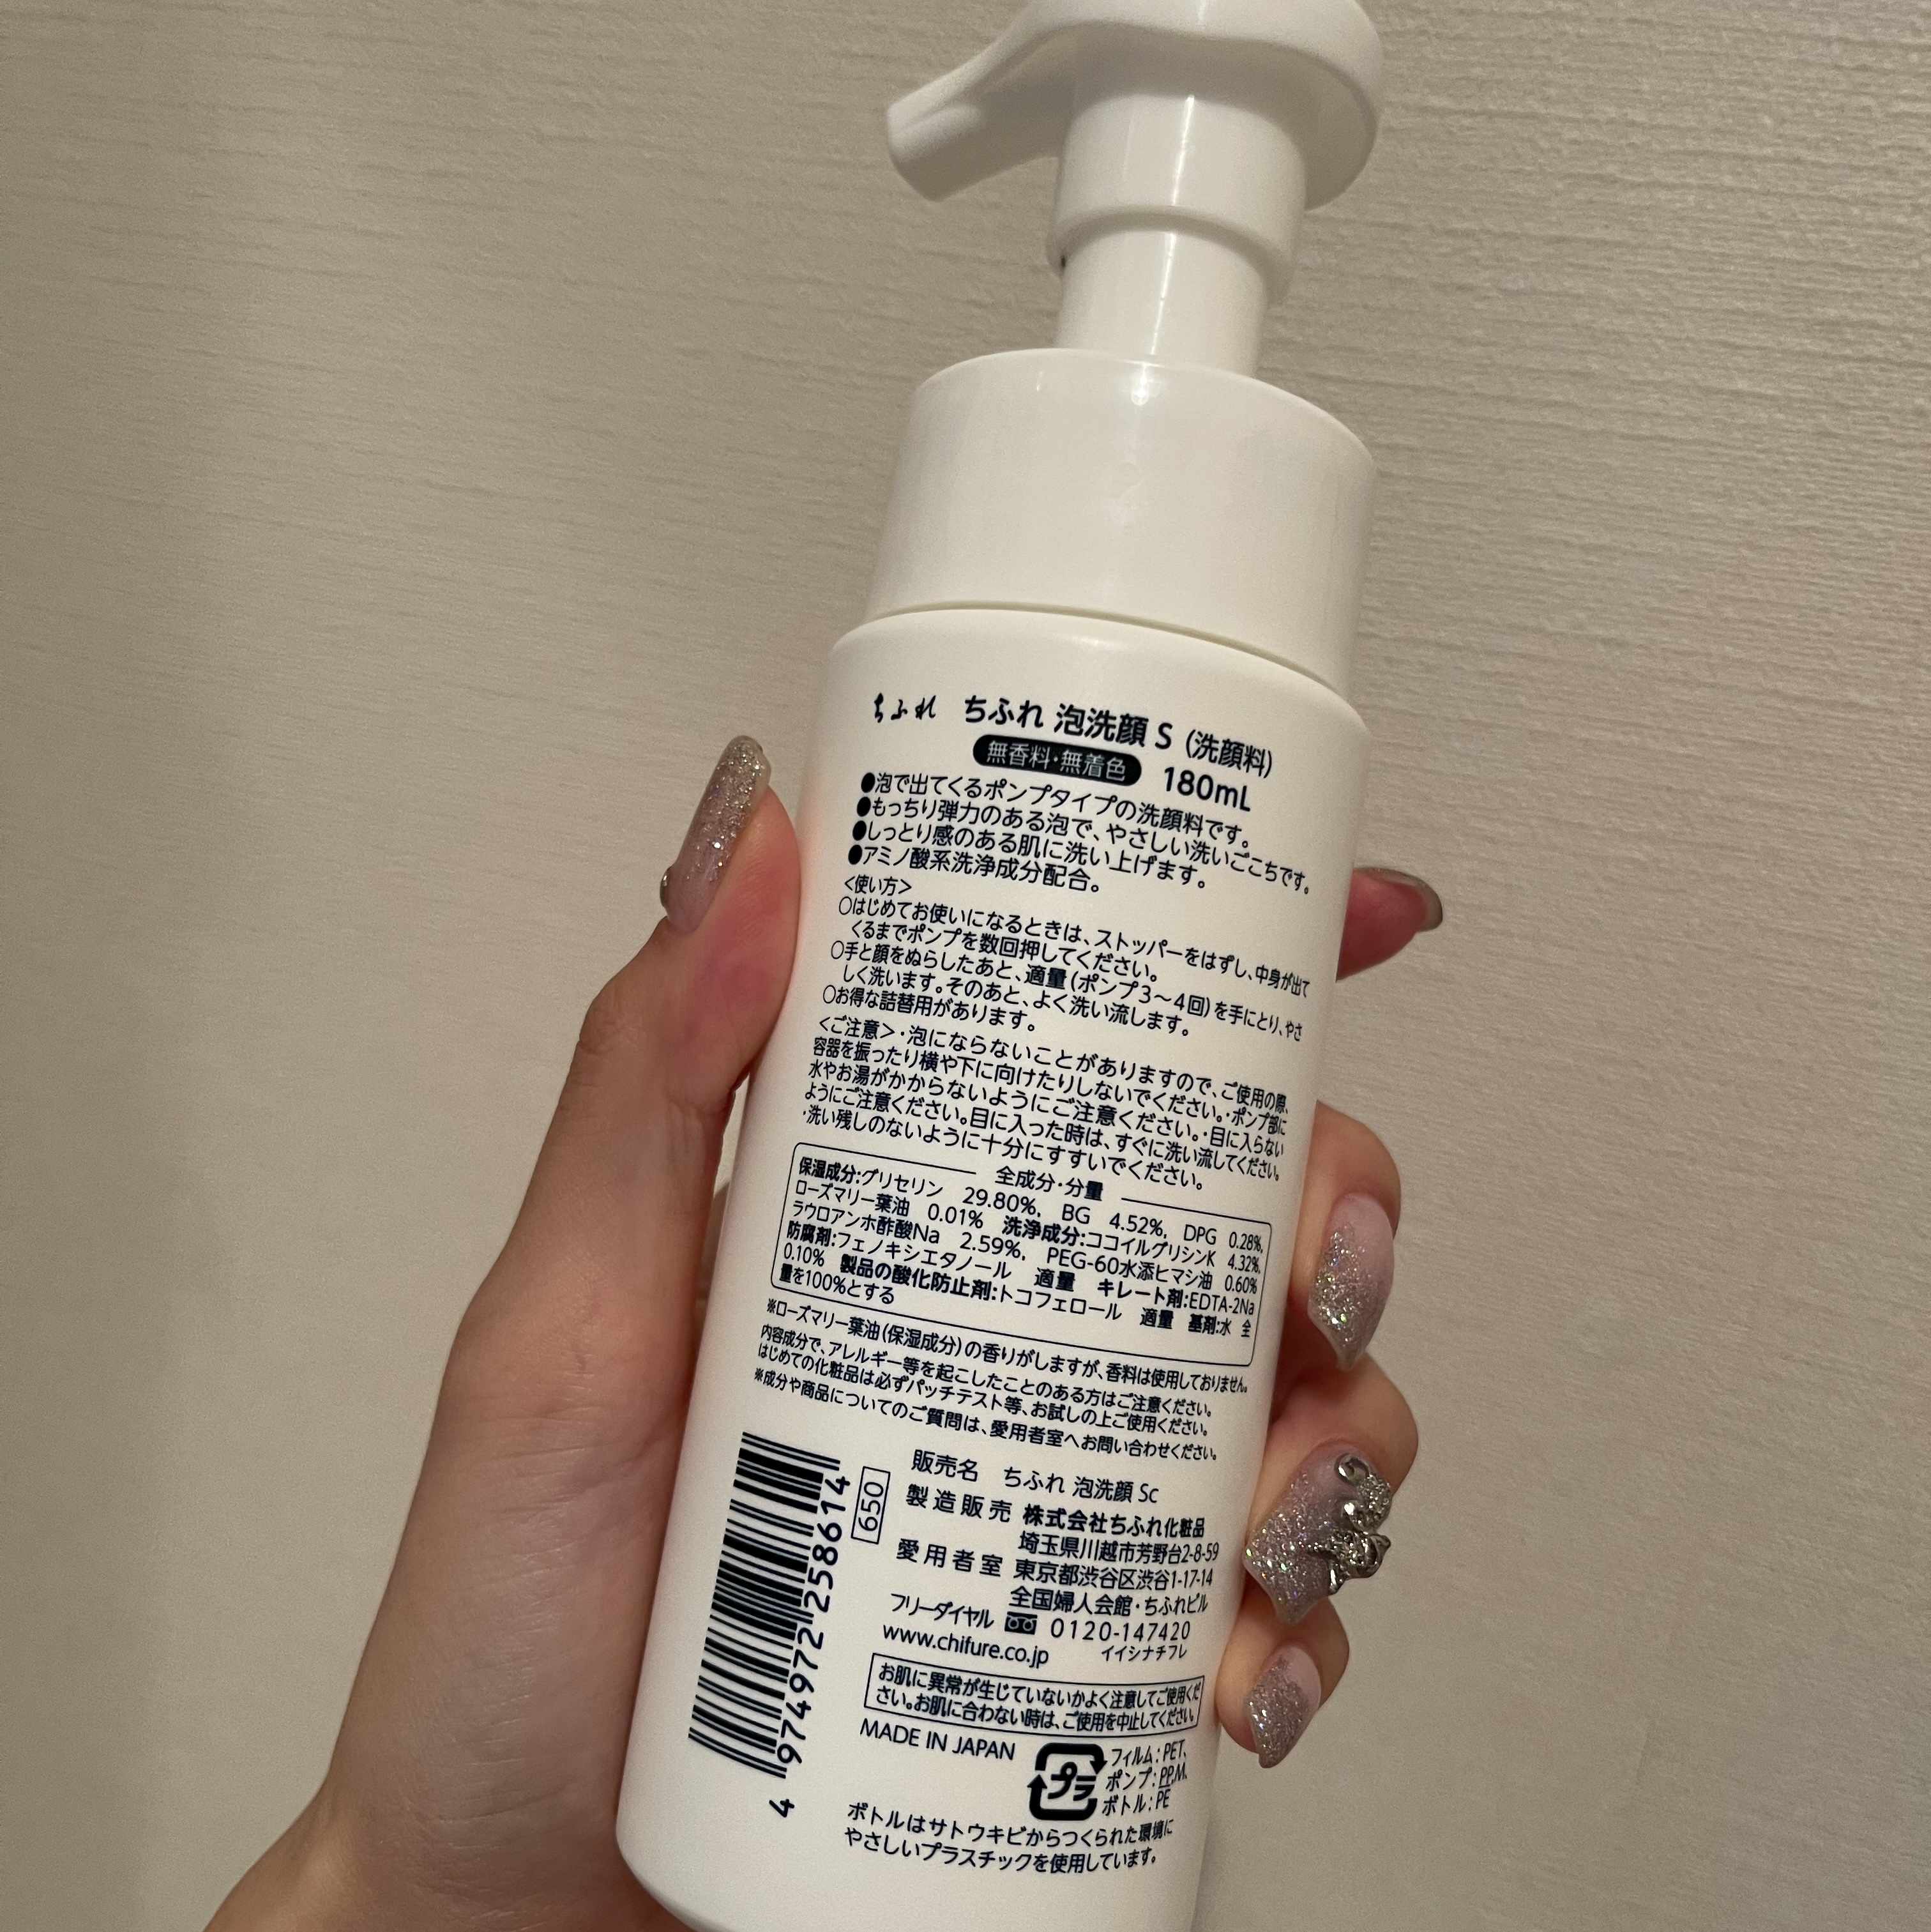 ちふれ ちふれ 泡洗顔 S (洗顔料)
無香料・無着色 180mL
●泡で出てくるポンプタイプの洗顔料です。
●もっちり弾力のある泡で、やさしい洗いごこちです。
●しっとり感のある肌に洗い上げます。
●アミノ酸系洗浄成分配合。
＜使い方＞
○はじめてお使いになるときは、ストッパーをはずし、中身が出て
くるまでポンプを数回押してください。
○手と顔をぬらしたあと、適量(ポンプ3〜4回)を手にとり、やさ
しく洗います。そのあと、よく洗い流します。
○お得な詰替用があります。
＜ご注意＞・泡にならないことがありますので、ご使用の際、
容器を振ったり横や下に向けたりしないでください。・ポンプ部に
水やお湯がかからないようにご注意ください。・目に入らない
ようにご注意ください。目に入った時は、すぐに洗い流してください。
・洗い残しのないように十分にすすいでください。
全成分・分量
保湿成分:グリセリン 29.80%, BG 4.52%, DPG 0.28%,
ローズマリー葉油 0.01% 洗浄成分:ココイルグリシンK 4.32%,
ラウロアンホ酢酸Na 2.59%, PEG-60水添ヒマシ油 0.60%
防腐剤:フェノキシエタノール 適量 キレート剤:EDTA-2Na
0.10% 製品の酸化防止剤:トコフェロール 適量 基剤:水 全
量を100%とする
※ローズマリー葉油(保湿成分)の香りがしますが、香料は使用しておりません。
内容成分で、アレルギー等を起こしたことのある方はご注意ください。
はじめての化粧品は必ずパッチテスト等、お試しの上ご使用ください。
※成分や商品についてのご質問は、愛用者室へお問い合わせください。
販売名 ちふれ 泡洗顔 Sc
製造販売 株式会社ちふれ化粧品
埼玉県川越市芳野台2-8-59
愛用者室 東京都渋谷区渋谷1-17-14
全国婦人会館・ちふれビル
フリーダイヤル 0120-147420
イイシナチフレ
www.chifure.co.jp
650
4 974972 258614
お肌に異常が生じていないかよく注意してご使用くだ
さい。お肌に合わない時は、ご使用を中止してください。
MADE IN JAPAN
プラ
フィルム:PET,
ポンプ:PP,M,
ボトル:PE
ボトルはサトウキビからつくられた環境に
やさしいプラスチックを使用しています。